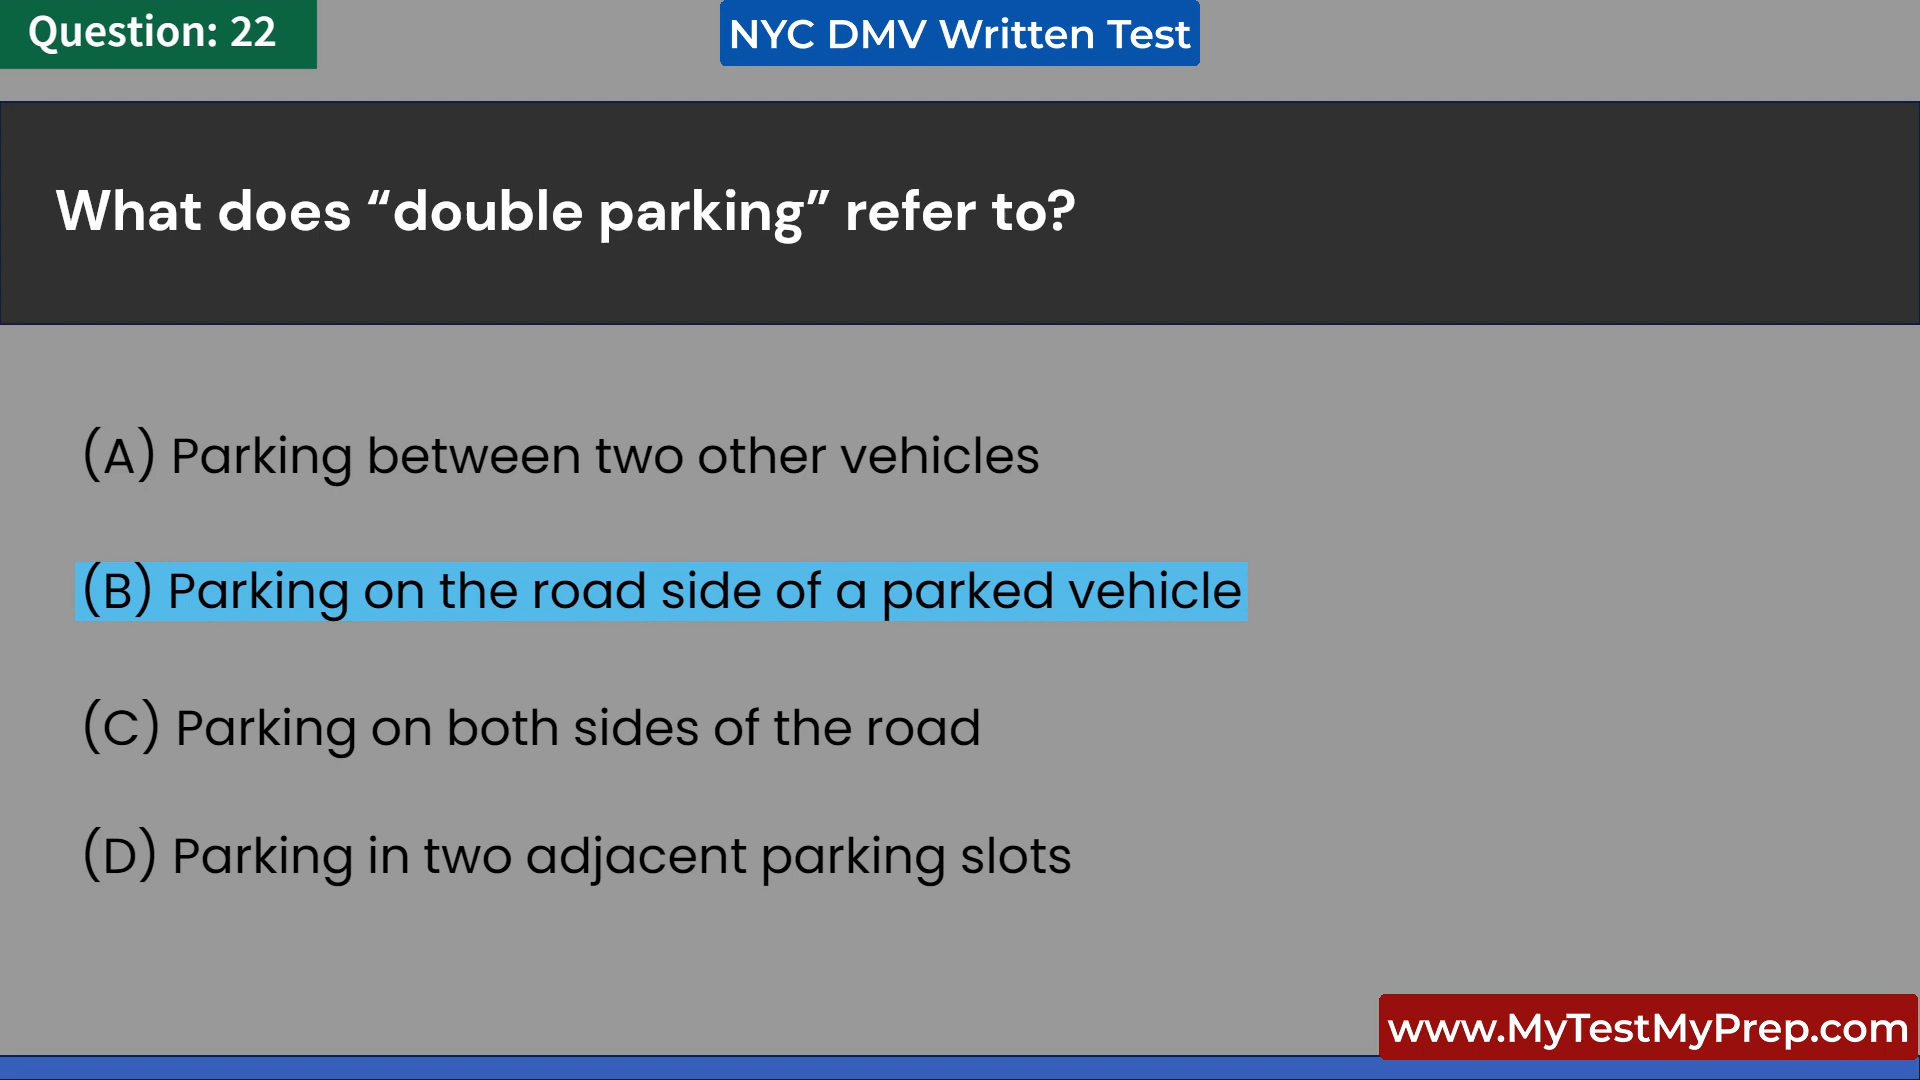 Question: 22
NYC DMV Written Test
What does “double parking” refer to?
(A) Parking between two other vehicles
(B) Parking on the road side of a parked vehicle
(C) Parking on both sides of the road
(D) Parking in two adjacent parking slots
www.MyTestMyPrep.com